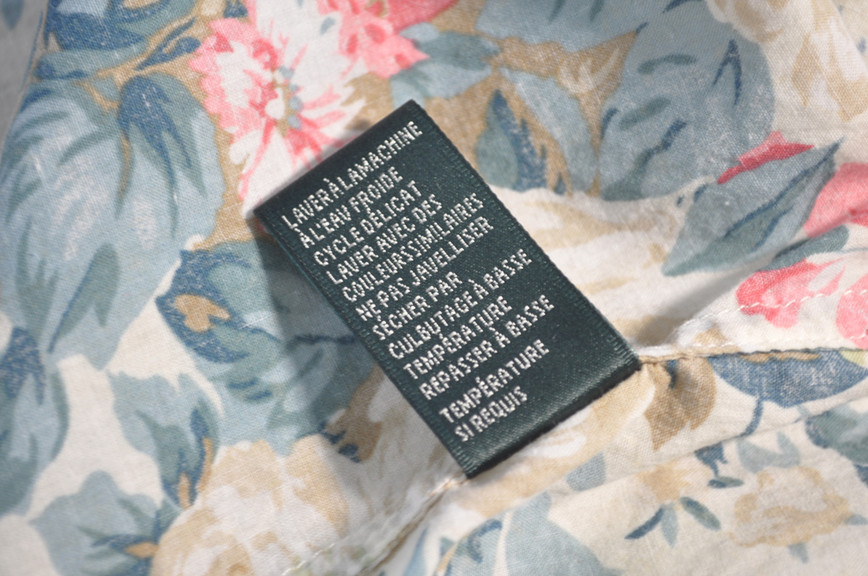 LAVER À LA MACHINE
À L'EAU FROIDE
CYCLE DÉLICAT
LAVER AVEC DES
COULEURS SIMILAIRES
NE PAS JAVELLISER
SÉCHER PAR
CULBUTAGE À BASSE
TEMPÉRATURE
REPASSER À BASSE
TEMPÉRATURE
SI REQUIS